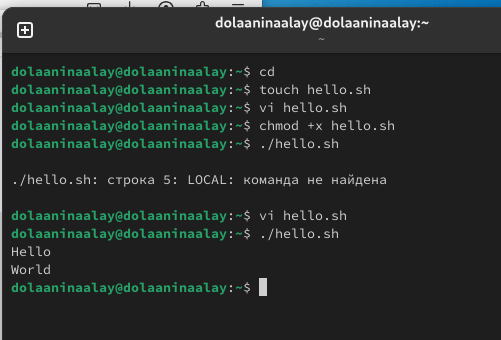 dolaaninaalay@dolaaninaalay:~
~
dolaaninaalay@dolaaninaalay:~$ cd
dolaaninaalay@dolaaninaalay:~$ touch hello.sh
dolaaninaalay@dolaaninaalay:~$ vi hello.sh
dolaaninaalay@dolaaninaalay:~$ chmod +x hello.sh
dolaaninaalay@dolaaninaalay:~$ ./hello.sh
./hello.sh: строка 5: LOCAL: команда не найдена
dolaaninaalay@dolaaninaalay:~$ vi hello.sh
dolaaninaalay@dolaaninaalay:~$ ./hello.sh
Hello
World
dolaaninaalay@dolaaninaalay:~$